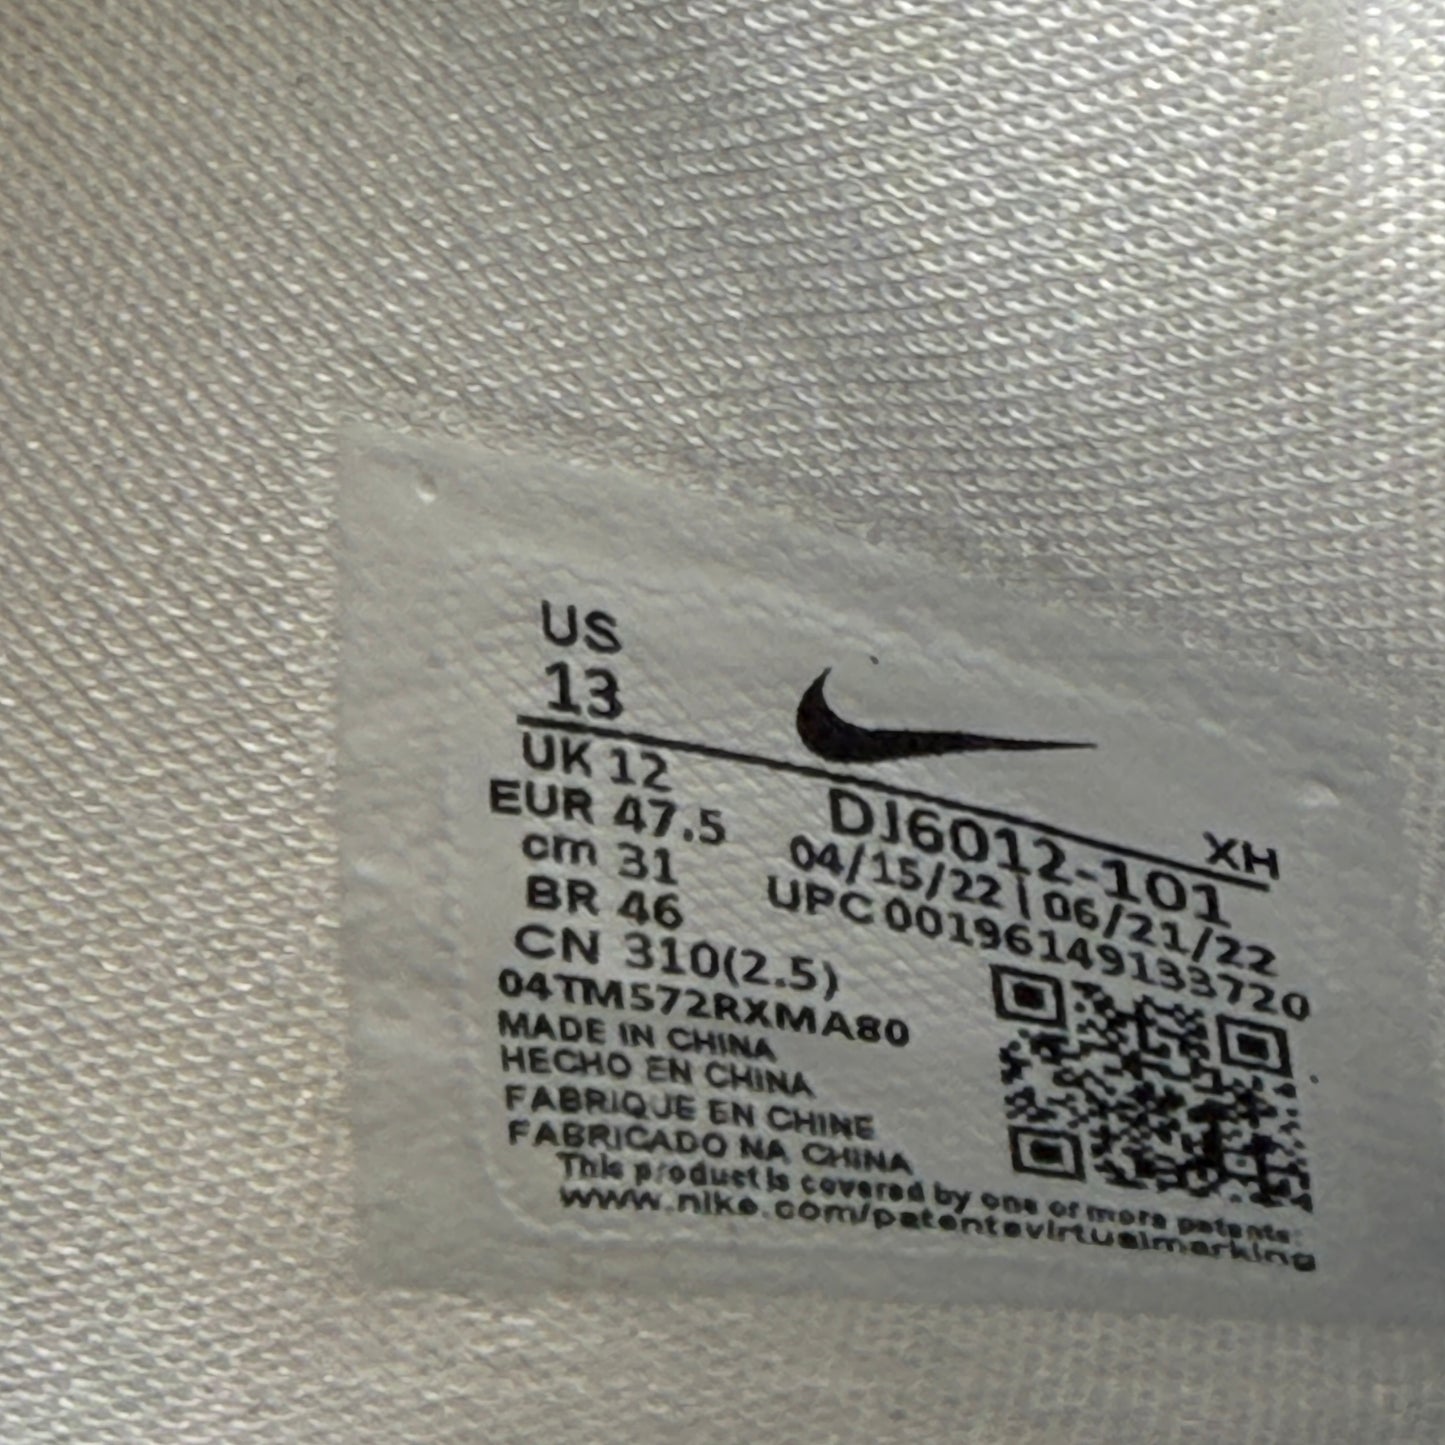 US
13
UK 12
EUR 47.5
cm 31
BR 46
CN 310(2.5)
XH
DJ6012-101
04/15/22 | 06/21/22
UPC 00196149133720
04TM572RXMA80
MADE IN CHINA
HECHO EN CHINA
FABRIQUE EN CHINE
FABRICADO NA CHINA
This product is covered by one or more patents:
www.nike.com/patentsvirtualmarking